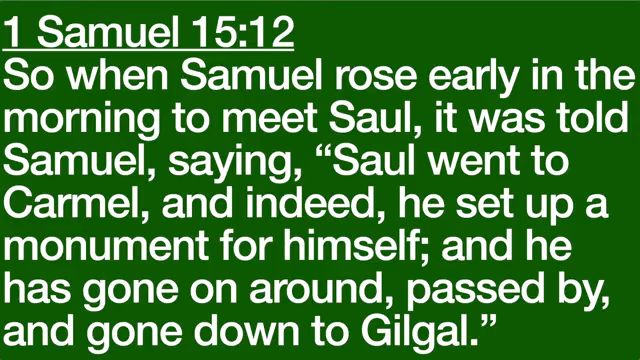 1 Samuel 15:12
So when Samuel rose early in the
morning to meet Saul, it was told
Samuel, saying, “Saul went to
Carmel, and indeed, he set up a
monument for himself; and he
has gone on around, passed by,
and gone down to Gilgal.”